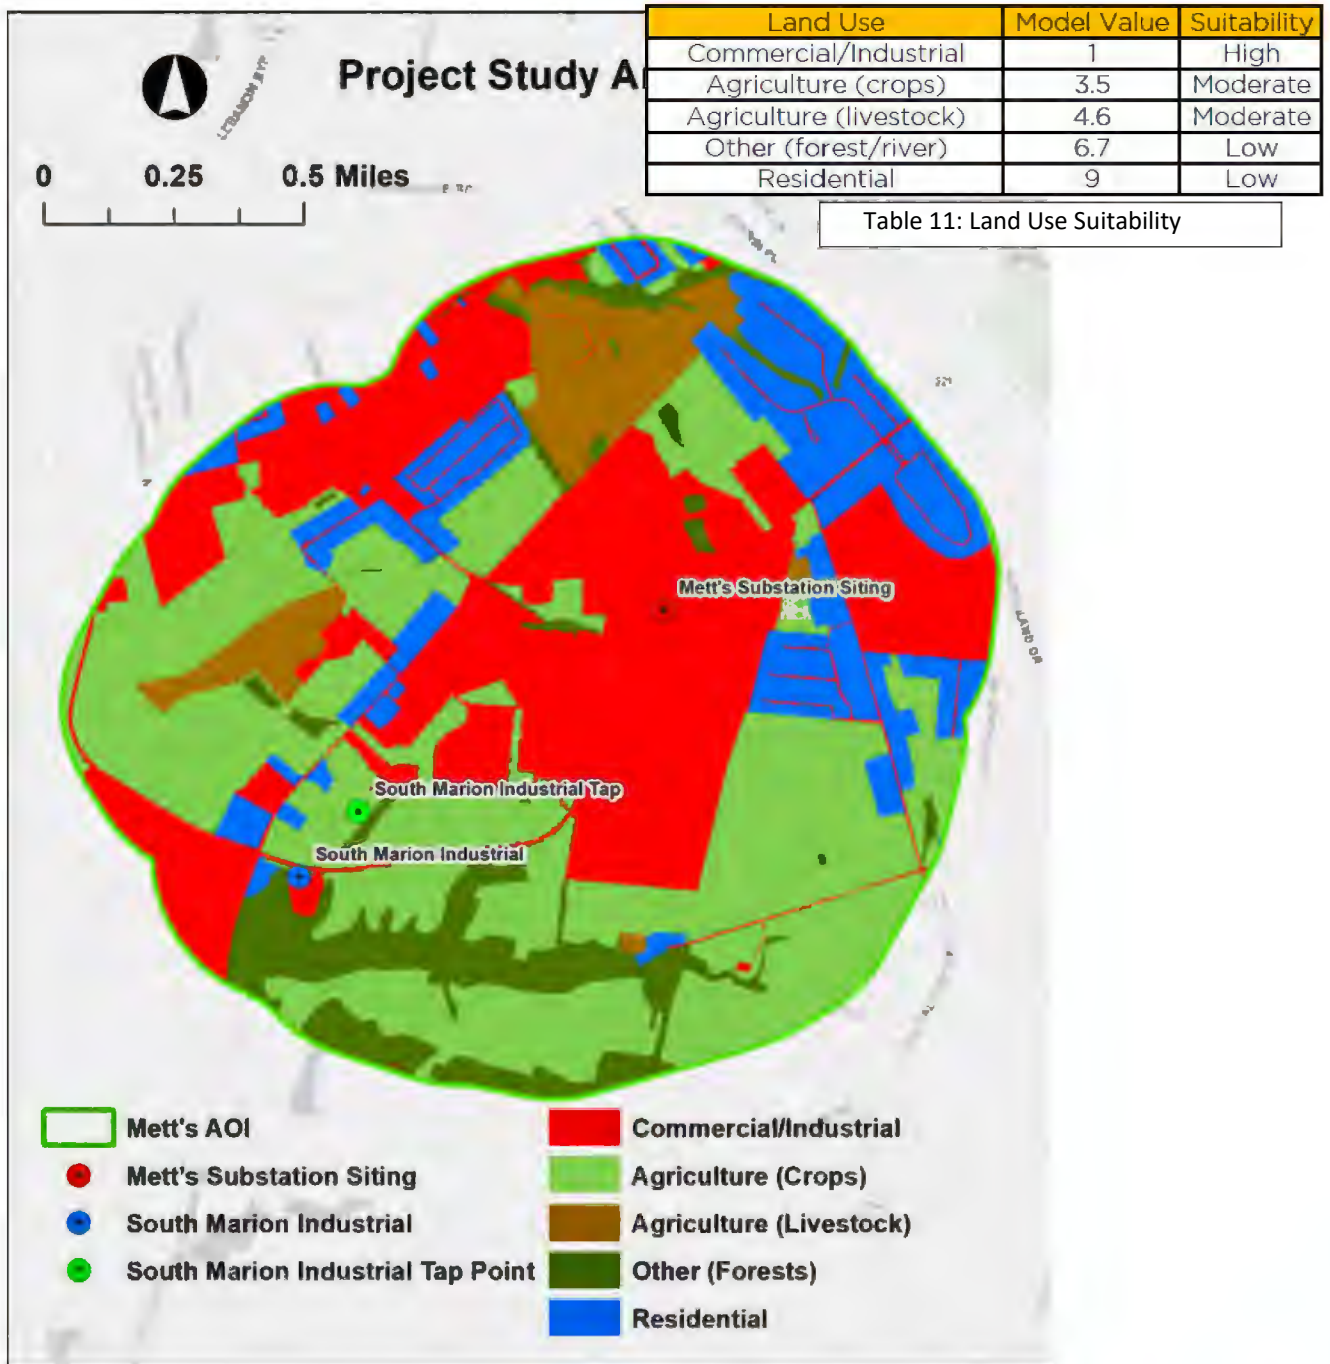 Project Study A
Land Use Model Value Suitability
Commercial/Industrial 1 High
Agriculture (crops) 3.5 Moderate
Agriculture (livestock) 4.6 Moderate
Other (forest/river) 6.7 Low
Residential 9 Low
Table 11: Land Use Suitability
LEBANON BYP
0 0.25 0.5 Miles
Mett's Substation Siting
South Marion Industrial Tap
South Marion Industrial
Mett's AOI
Mett's Substation Siting
South Marion Industrial
South Marion Industrial Tap Point
Commercial/Industrial
Agriculture (Crops)
Agriculture (Livestock)
Other (Forests)
Residential